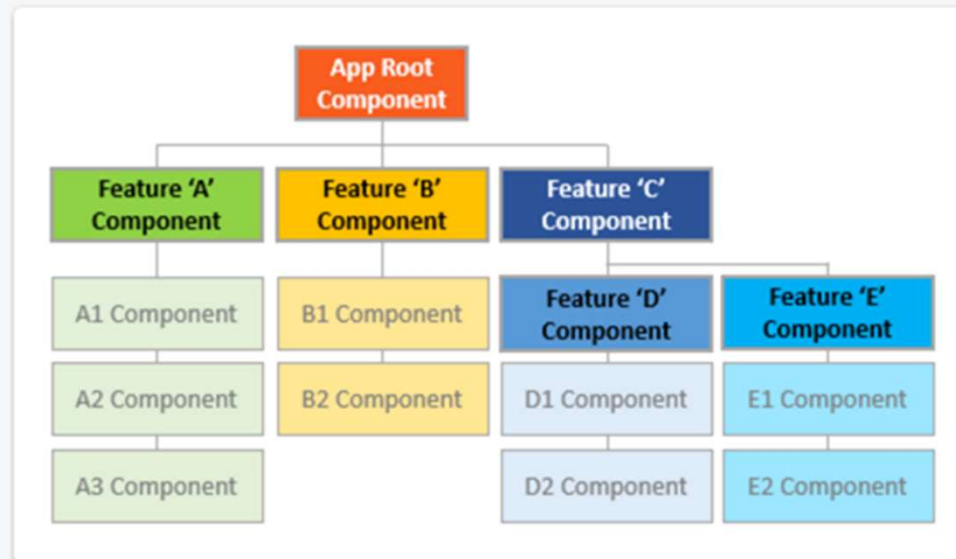 App Root
Component
Feature ‘A’
Component
Feature ‘B’
Component
Feature ‘C’
Component
A1 Component
B1 Component
Feature ‘D’
Component
Feature ‘E’
Component
A2 Component
B2 Component
D1 Component
E1 Component
A3 Component
D2 Component
E2 Component